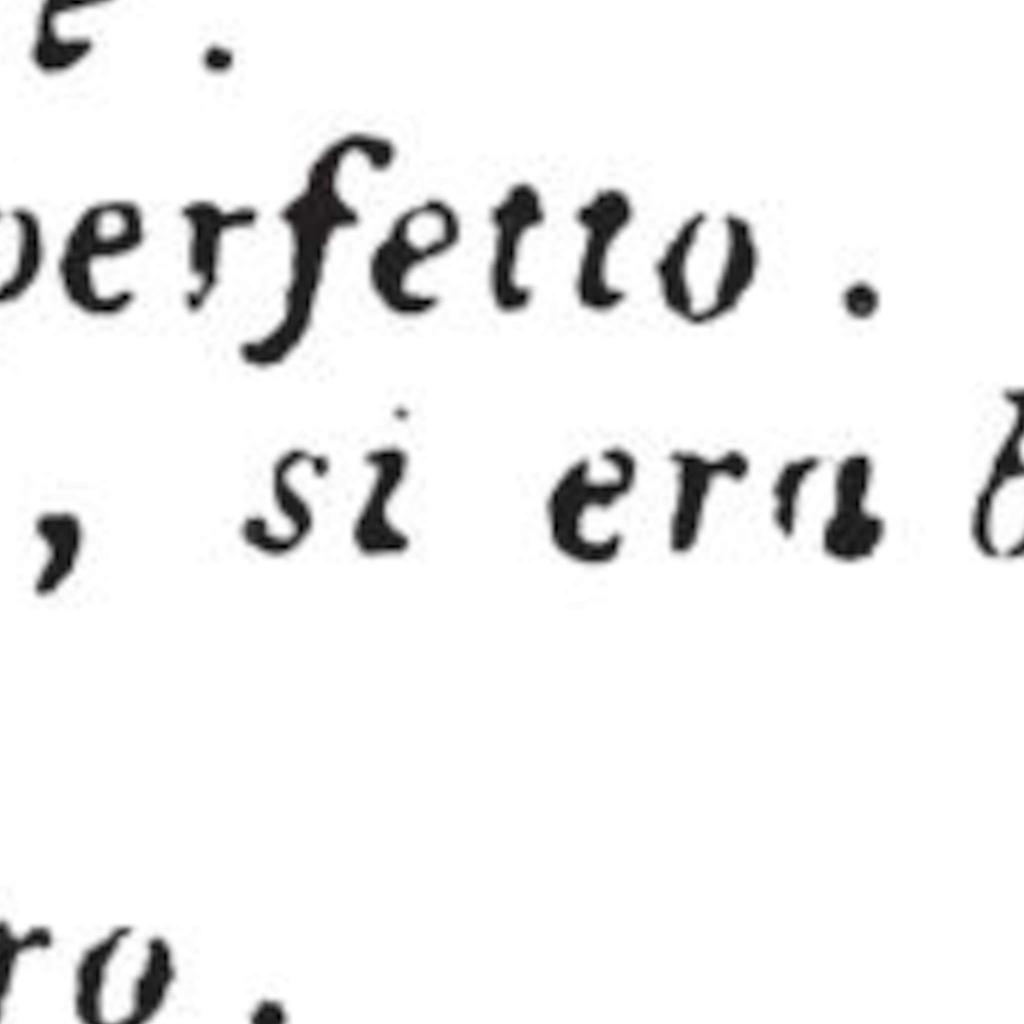 e .
perfetto .
, si era b
ro .